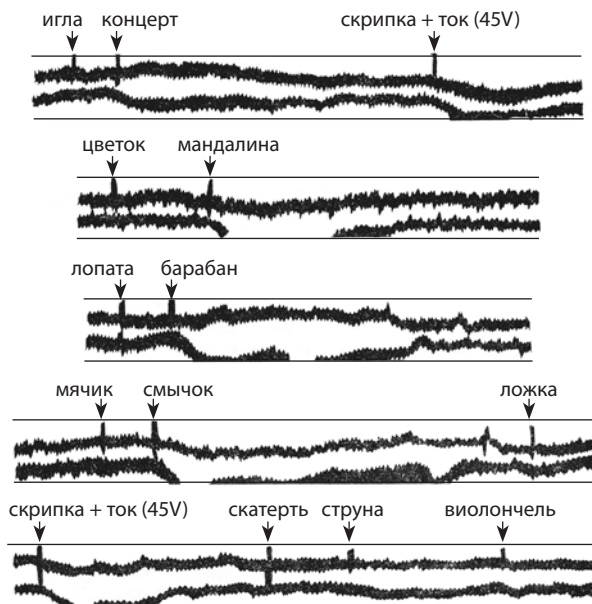 игла концерт скрипка + ток (45V)
цветок мандалина
лопата барабан
мячик смычок ложка
скрипка + ток (45V) скатерть струна виолончель